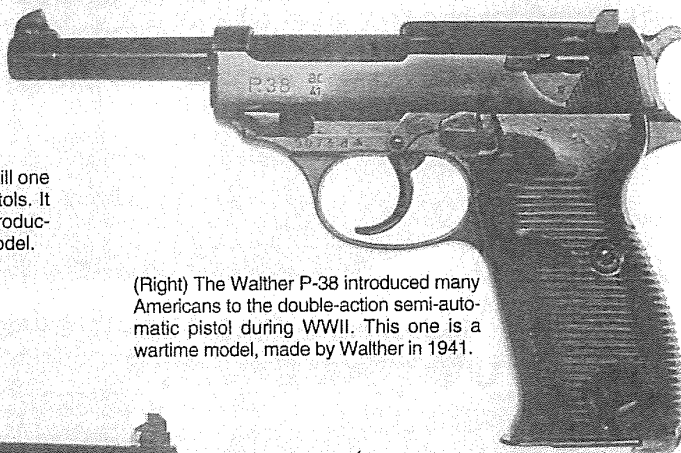 P38 ac
41
ill one
tols. It
roduc-
odel.
(Right) The Walther P-38 introduced many
Americans to the double-action semi-auto-
matic pistol during WWII. This one is a
wartime model, made by Walther in 1941.